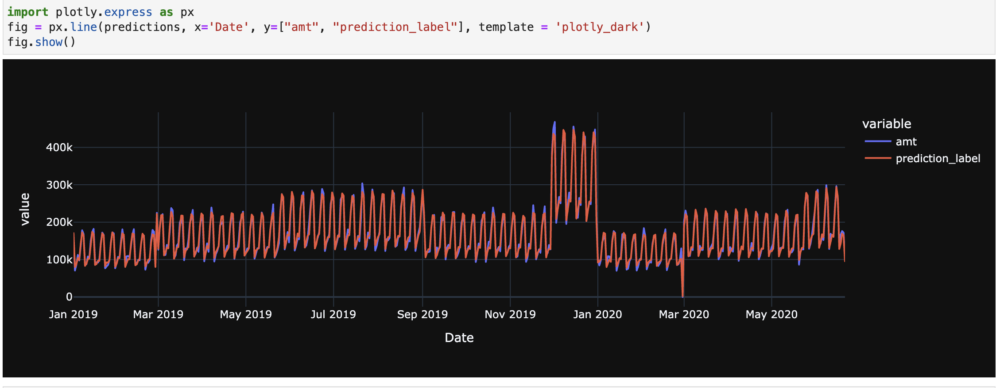 import plotly.express as px
fig = px.line(predictions, x='Date', y=["amt", "prediction_label"], template = 'plotly_dark')
fig.show()
variable
amt
prediction_label
400k
300k
200k
100k
0
value
Jan 2019 Mar 2019 May 2019 Jul 2019 Sep 2019 Nov 2019 Jan 2020 Mar 2020 May 2020
Date